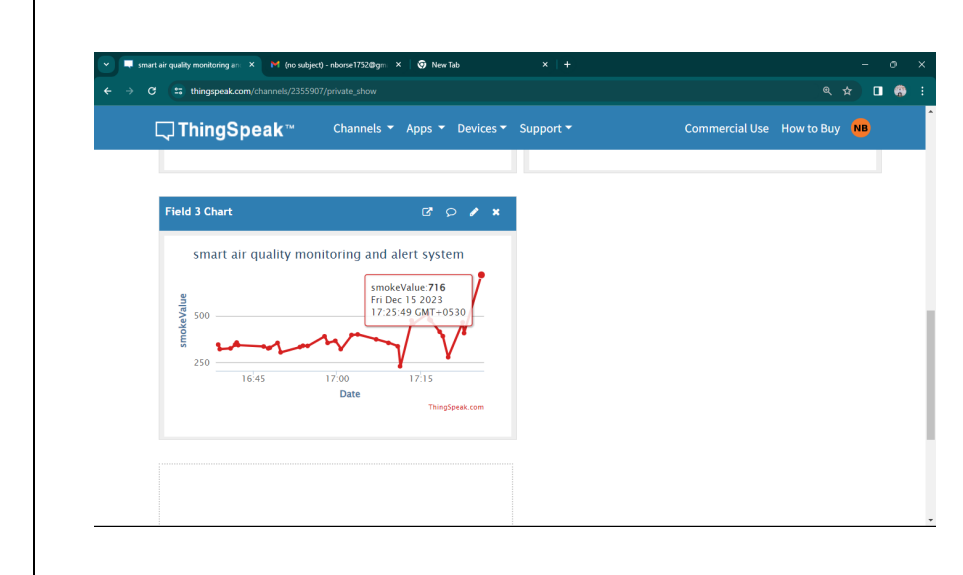 smart air quality monitoring an
(no subject) - nborse1752@gm
New Tab
thingspeak.com/channels/2355907/private_show
ThingSpeak™
Channels Apps Devices Support
Commercial Use How to Buy NB
Field 3 Chart
smart air quality monitoring and alert system
smokeValue:716
Fri Dec 15 2023
17:25:49 GMT+0530
smokeValue
500
250
16:45 17:00 17:15
Date
ThingSpeak.com